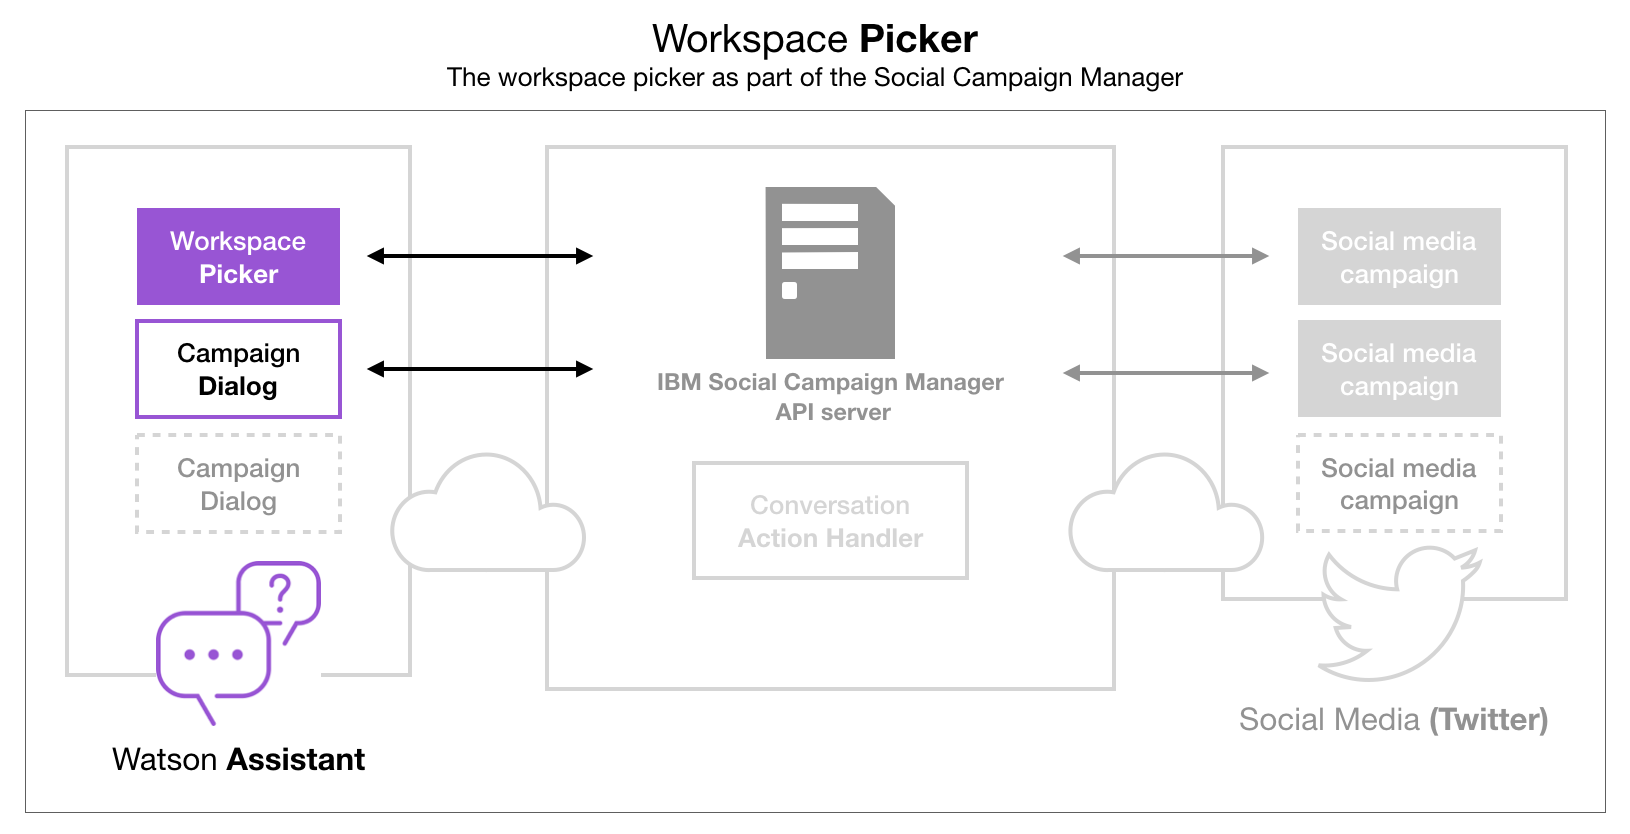 Workspace Picker
The workspace picker as part of the Social Campaign Manager
Workspace
Picker
Campaign
Dialog
Campaign
Dialog
?
Watson Assistant
IBM Social Campaign Manager
API server
Conversation
Action Handler
Social media
campaign
Social media
campaign
Social media
campaign
Social Media (Twitter)